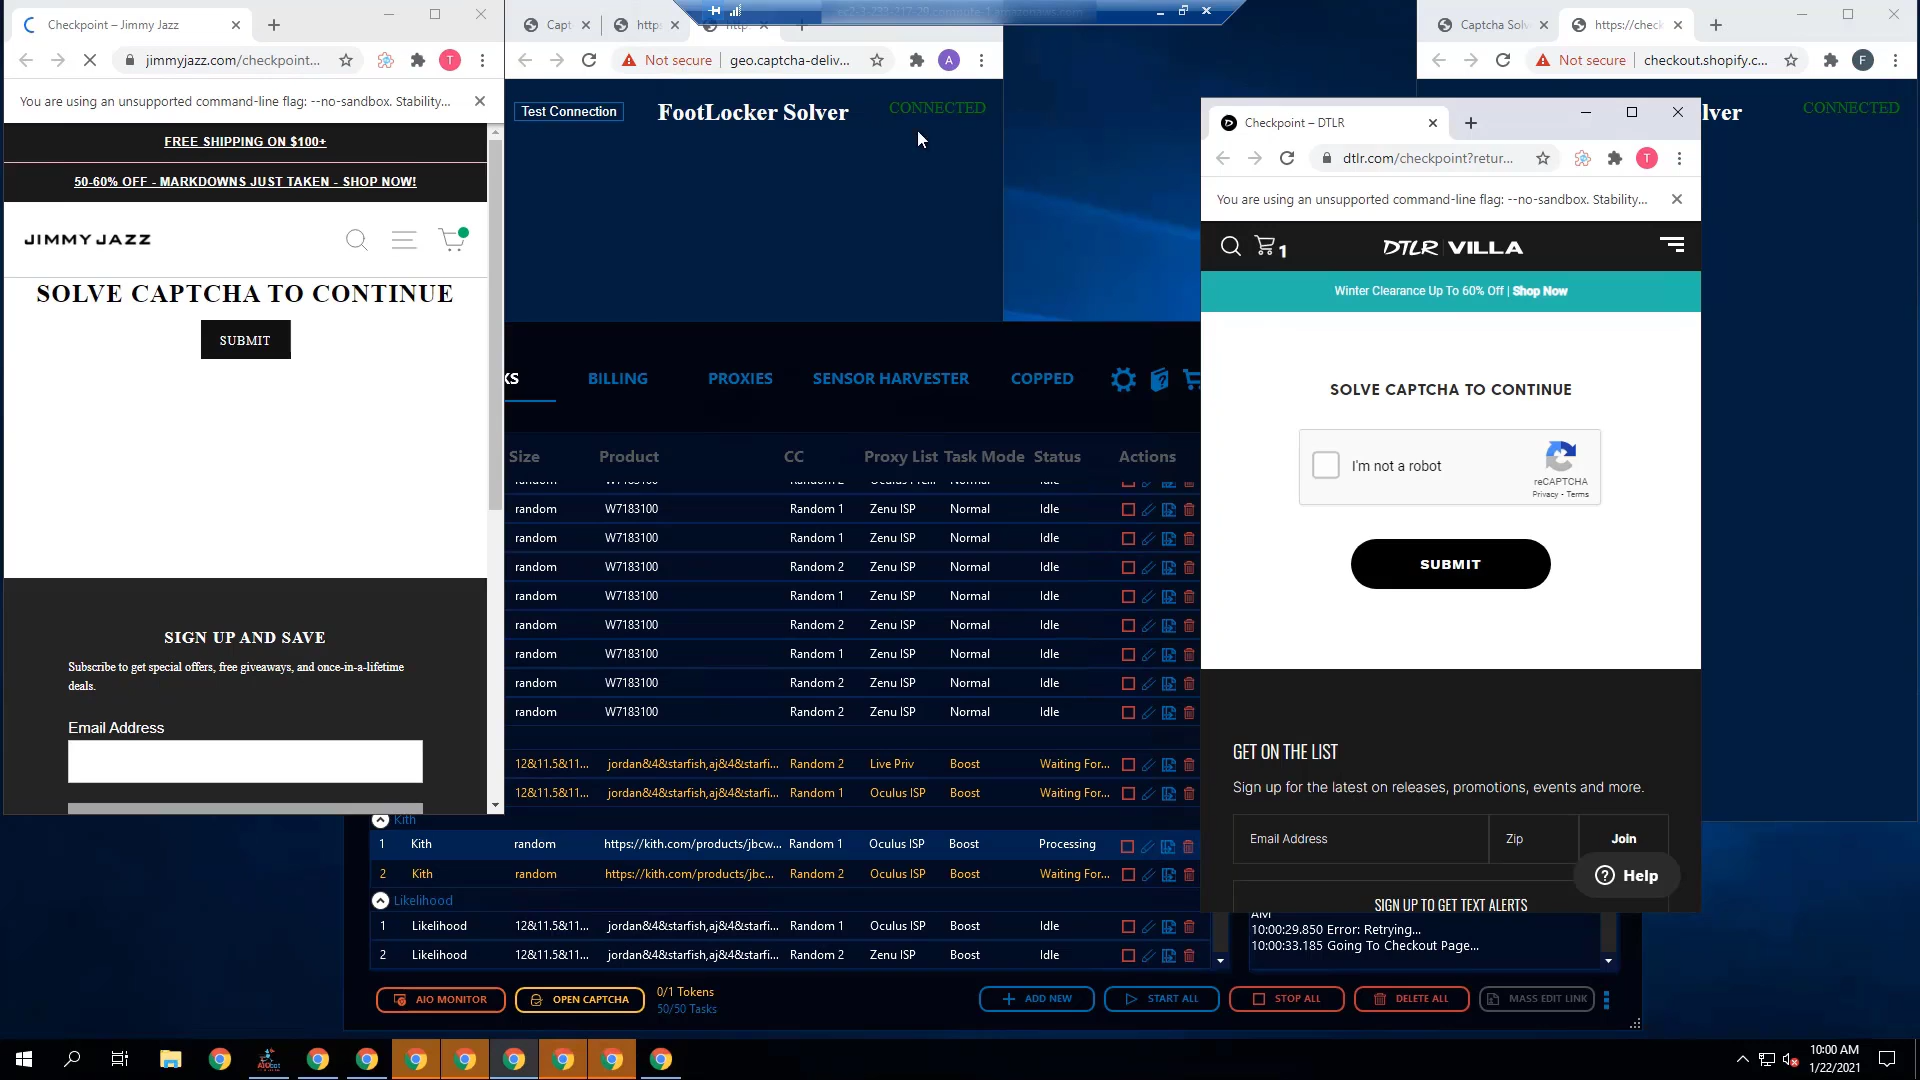 Checkpoint – Jimmy Jazz
jimmyjazz.com/checkpoint...
T
You are using an unsupported command-line flag: --no-sandbox. Stability...
FREE SHIPPING ON $100+
50-60% OFF - MARKDOWNS JUST TAKEN - SHOP NOW!
JIMMY JAZZ
SOLVE CAPTCHA TO CONTINUE
SUBMIT
SIGN UP AND SAVE
Subscribe to get special offers, free giveaways, and once-in-a-lifetime
deals.
Email Address
Capt
https
Not secure
geo.captcha-deliv...
A
Test Connection
FootLocker Solver
CONNECTED
Captcha Solv
https://check
Not secure
checkout.shopify.c...
F
lver
CONNECTED
Checkpoint – DTLR
dtlr.com/checkpoint?retur...
T
You are using an unsupported command-line flag: --no-sandbox. Stability...
1
DTLR VILLA
Winter Clearance Up To 60% Off | Shop Now
SOLVE CAPTCHA TO CONTINUE
I'm not a robot
reCAPTCHA
Privacy - Terms
SUBMIT
GET ON THE LIST
Sign up for the latest on releases, promotions, events and more.
Email Address
Zip
Join
Help
SIGN UP TO GET TEXT ALERTS
KS
BILLING
PROXIES
SENSOR HARVESTER
COPPED
Size Product CC Proxy List Task Mode Status Actions
random W7183100 Random 1 Zenu ISP Normal Idle
random W7183100 Random 1 Zenu ISP Normal Idle
random W7183100 Random 2 Zenu ISP Normal Idle
random W7183100 Random 1 Zenu ISP Normal Idle
random W7183100 Random 2 Zenu ISP Normal Idle
random W7183100 Random 1 Zenu ISP Normal Idle
random W7183100 Random 2 Zenu ISP Normal Idle
random W7183100 Random 2 Zenu ISP Normal Idle
12&11.5&11... jordan&4&starfish,aj&4&starfi... Random 2 Live Priv Boost Waiting For...
12&11.5&11... jordan&4&starfish,aj&4&starfi... Random 1 Oculus ISP Boost Waiting For...
Kith
1 Kith random https://kith.com/products/jbcw... Random 1 Oculus ISP Boost Processing
2 Kith random https://kith.com/products/jbc... Random 2 Oculus ISP Boost Waiting For...
Likelihood
1 Likelihood 12&11.5&11... jordan&4&starfish,aj&4&starfi... Random 1 Oculus ISP Boost Idle
2 Likelihood 12&11.5&11... jordan&4&starfish,aj&4&starfi... Random 2 Zenu ISP Boost Idle
AM
10:00:29.850 Error: Retrying...
10:00:33.185 Going To Checkout Page...
AIO MONITOR
OPEN CAPTCHA
0/1 Tokens
50/50 Tasks
ADD NEW
START ALL
STOP ALL
DELETE ALL
MASS EDIT LINK
10:00 AM
1/22/2021